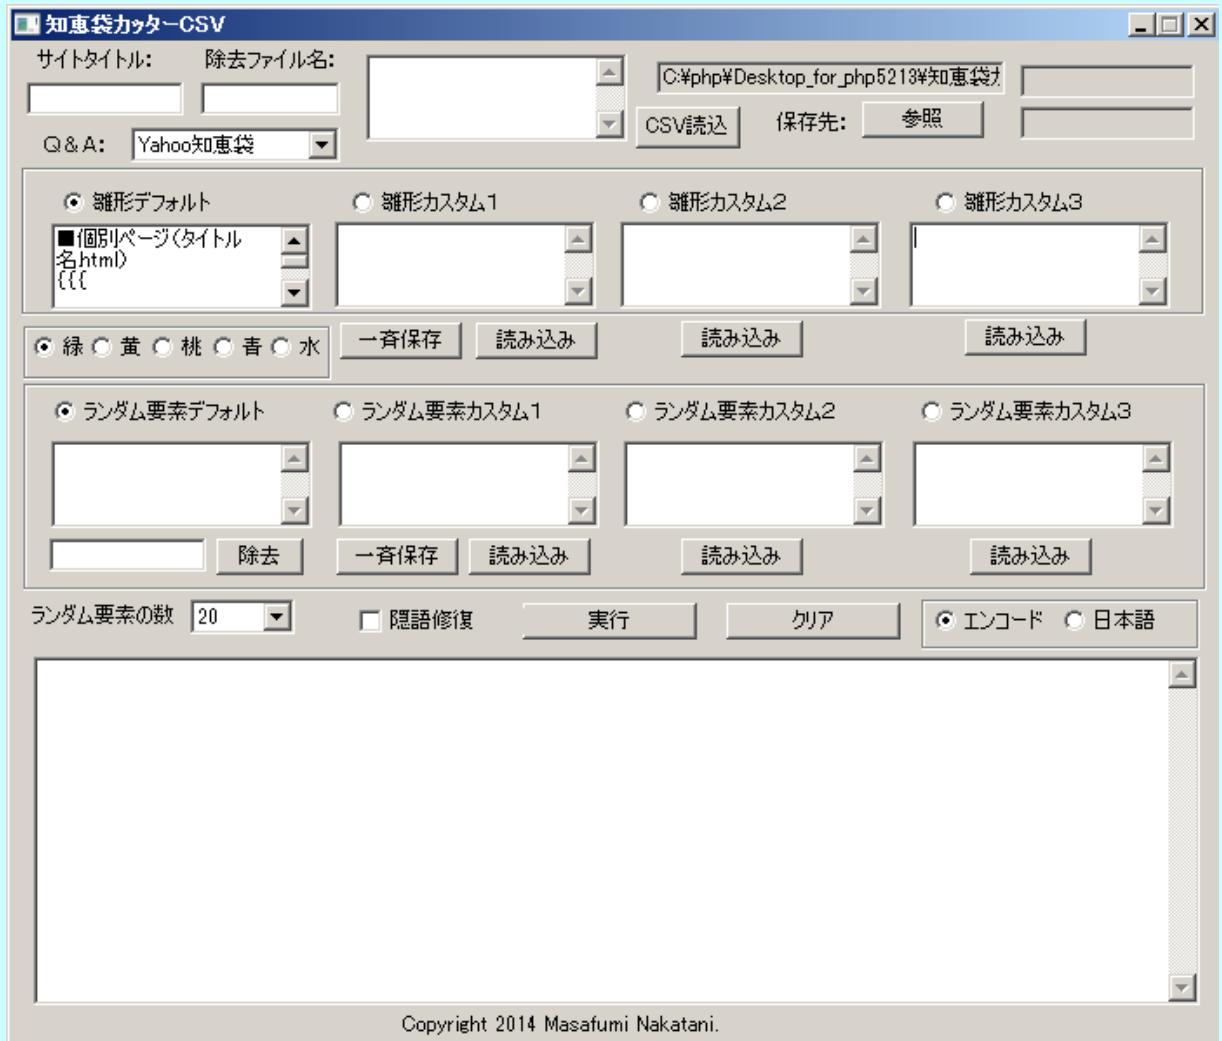 知恵袋カッターCSV
サイトタイトル: 除去ファイル名:
C:¥php¥Desktop_for_php5213¥知恵袋
CSV読込 保存先: 参照
Q&A: Yahoo知恵袋
雛形デフォルト 雛形カスタム1 雛形カスタム2 雛形カスタム3
■個別ページ(タイトル
名html)
{{{
緑 黄 桃 青 水 一斉保存 読み込み 読み込み 読み込み
ランダム要素デフォルト ランダム要素カスタム1 ランダム要素カスタム2 ランダム要素カスタム3
除去 一斉保存 読み込み 読み込み 読み込み
ランダム要素の数 20 隠語修復 実行 クリア エンコード 日本語
Copyright 2014 Masafumi Nakatani.